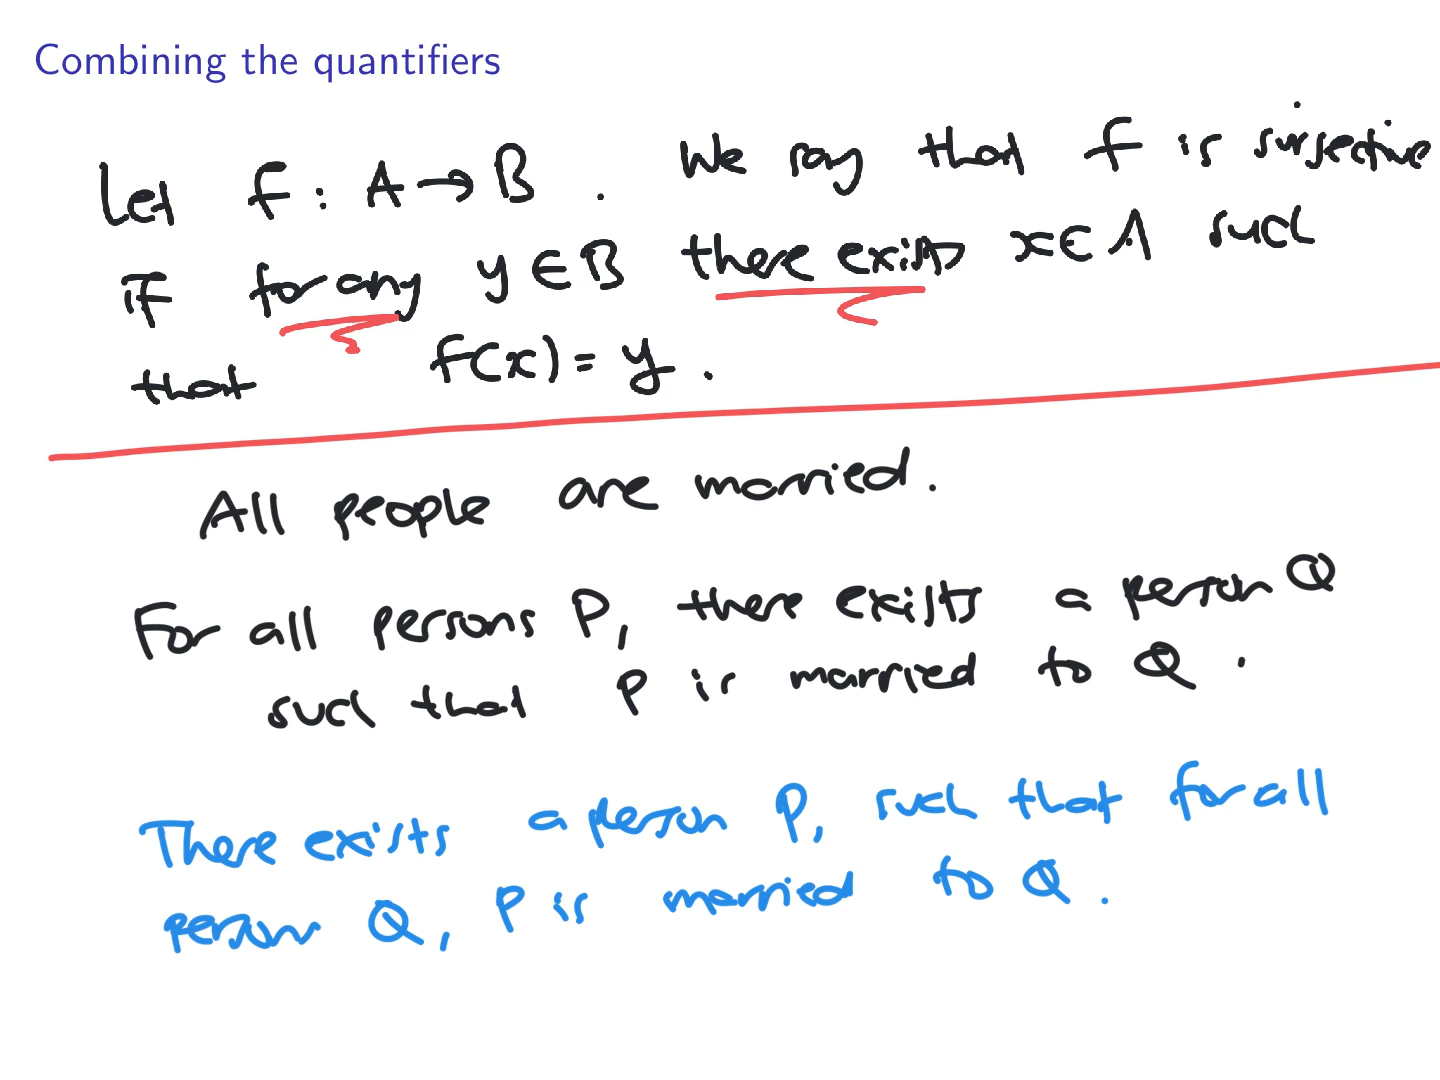 Combining the quantifiers
Let f : A → B . We say that f is surjective
if for any y ∈ B there exists x ∈ A such
that f(x) = y .
All people are married.
For all persons P, there exists a person Q
such that P is married to Q .
There exists a person P, such that for all
person Q, P is married to Q .